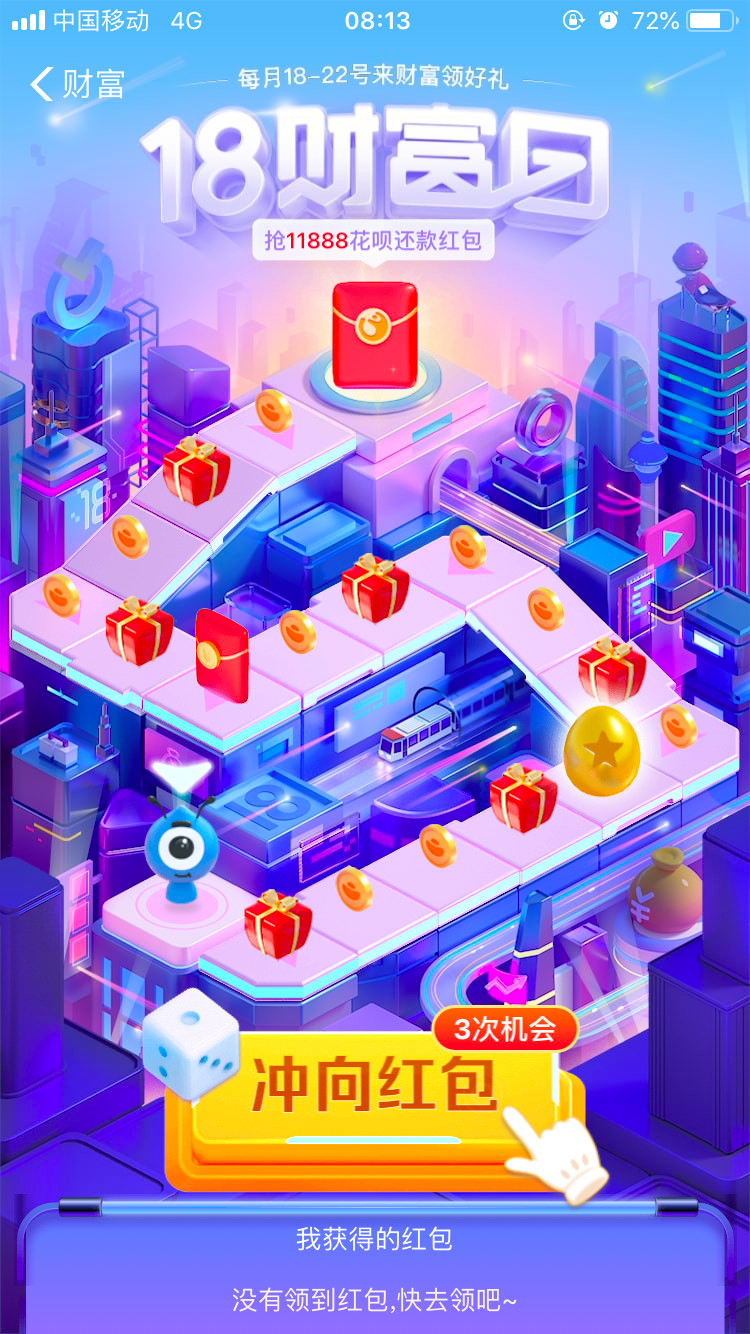 中国移动 4G 08:13 72%
财富
每月18-22号来财富领好礼
18财富日
抢11888花呗还款红包
18
18
3次机会
冲向红包
我获得的红包
没有领到红包,快去领吧~